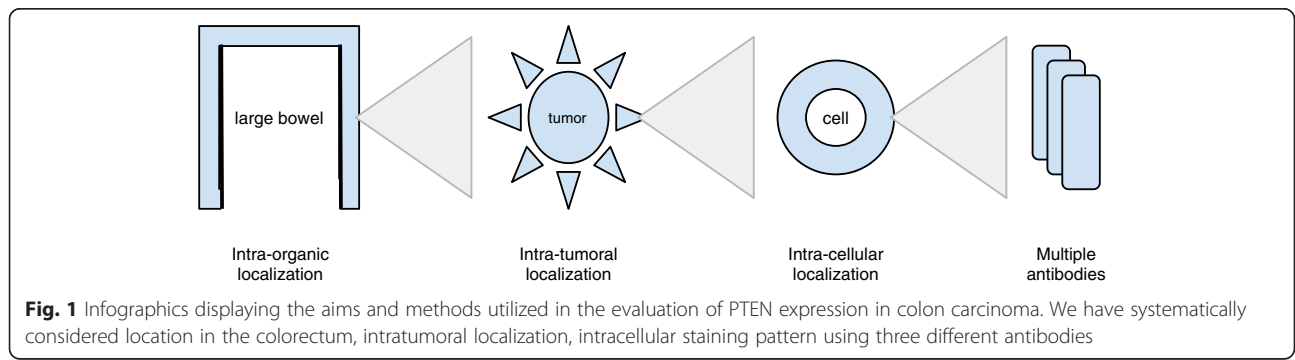 large bowel
tumor
cell
Intra-organic
localization
Intra-tumoral
localization
Intra-cellular
localization
Multiple
antibodies
Fig. 1 Infographics displaying the aims and methods utilized in the evaluation of PTEN expression in colon carcinoma. We have systematically
considered location in the colorectum, intratumoral localization, intracellular staining pattern using three different antibodies